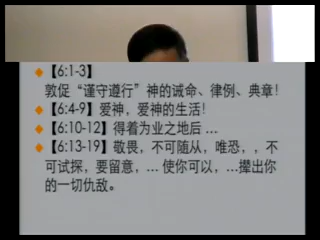 【6:1-3】
敦促“谨守遵行”神的诫命、律例、典章!
【6:4-9】爱神,爱神的生活!
【6:10-12】得着为业之地后 ...
【6:13-19】敬畏,不可随从,唯恐,,不
可试探,要留意,... 使你可以,...撵出你
的一切仇敌。